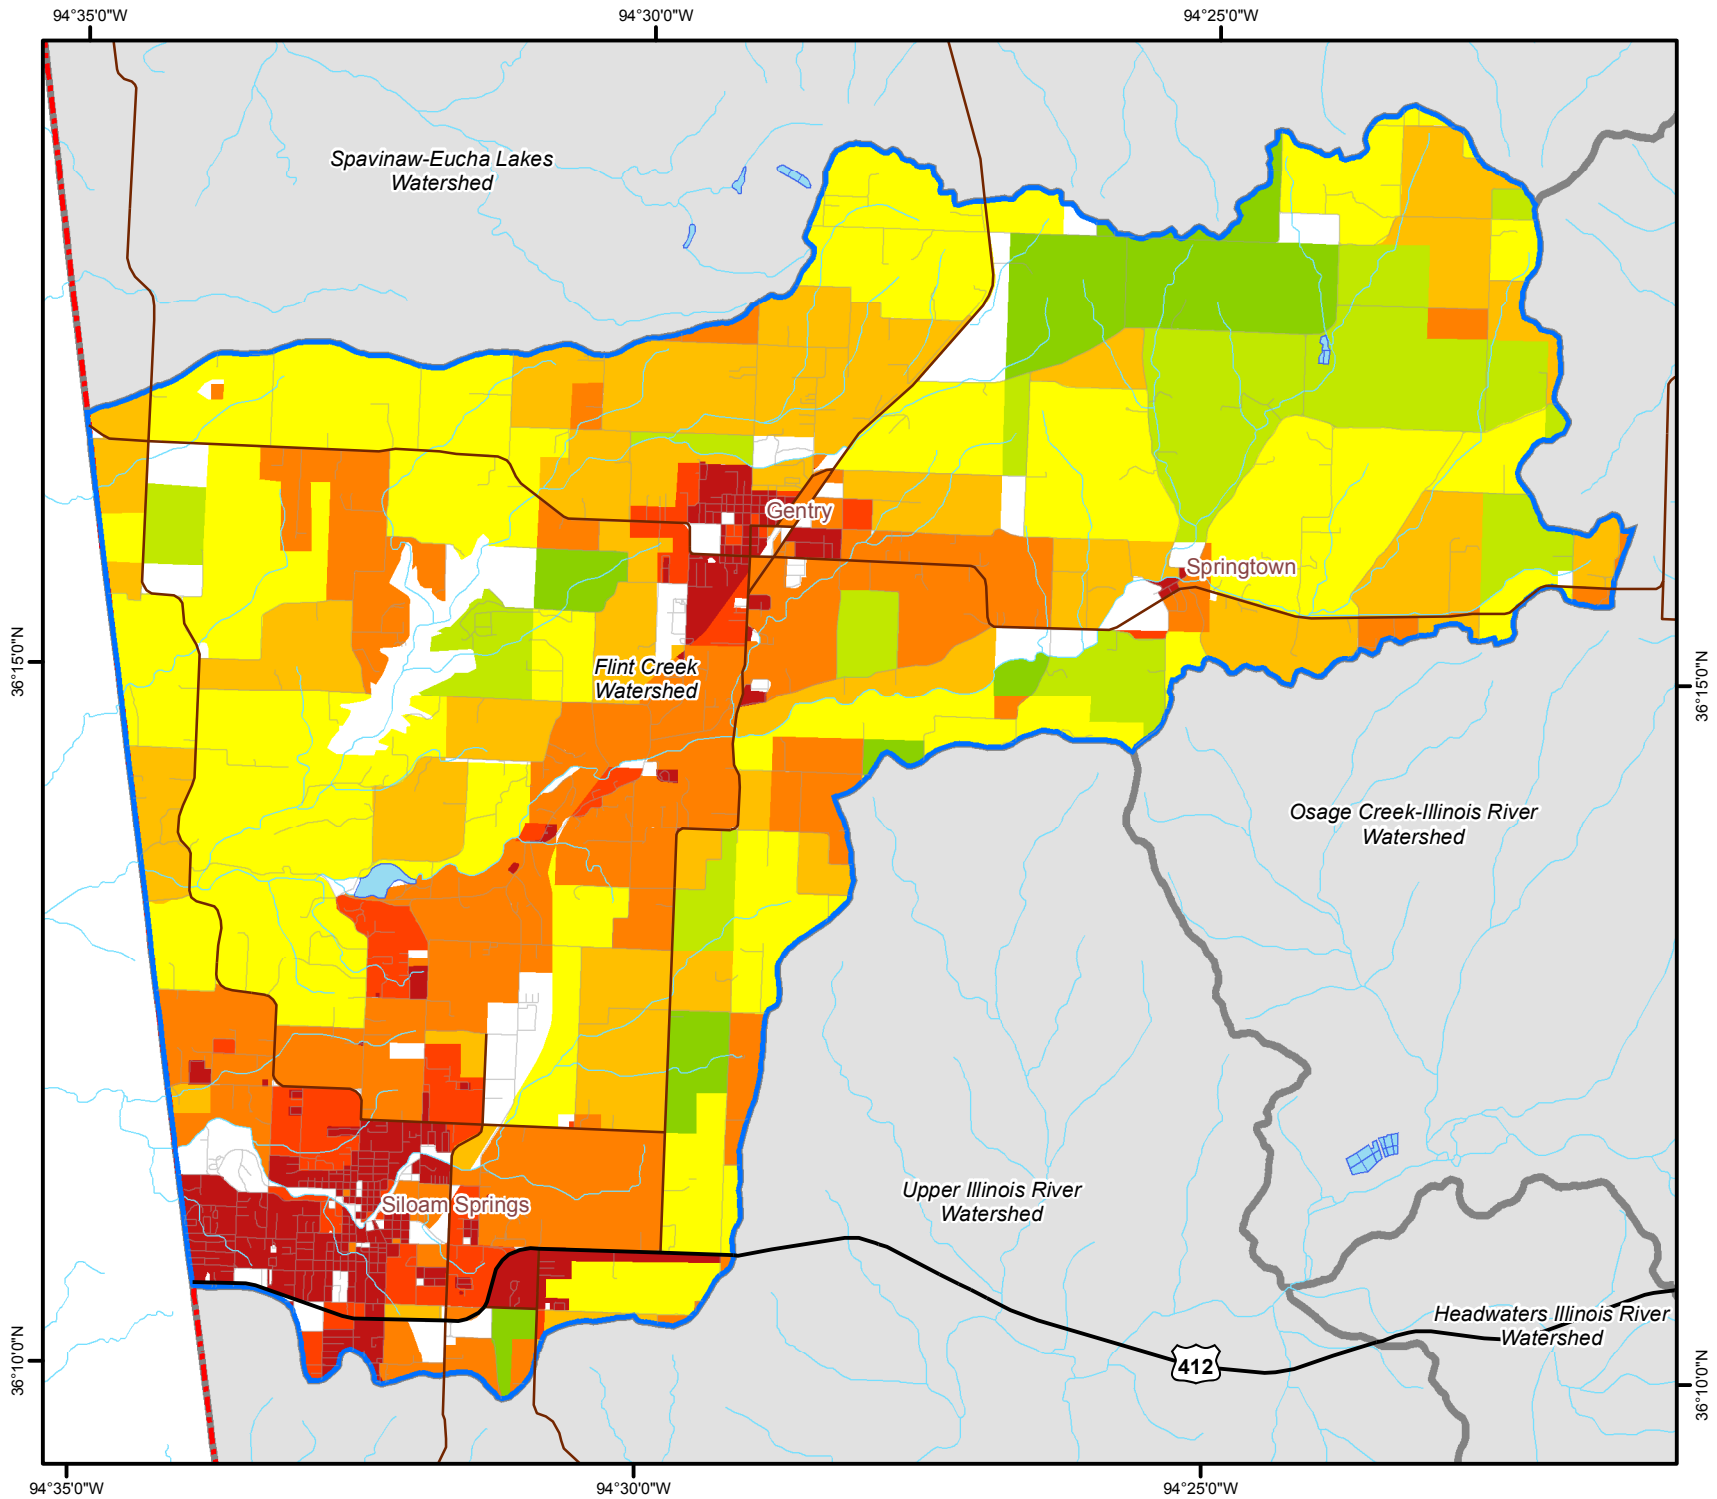 94°35'0"W
94°30'0"W
94°25'0"W
Spavinaw-Eucha Lakes
Watershed
Gentry
Springtown
36°15'0"N
Flint Creek
Watershed
36°15'0"N
Osage Creek-Illinois River
Watershed
Siloam Springs
Upper Illinois River
Watershed
Headwaters Illinois River
Watershed
412
36°10'0"N
36°10'0"N
94°35'0"W
94°30'0"W
94°25'0"W